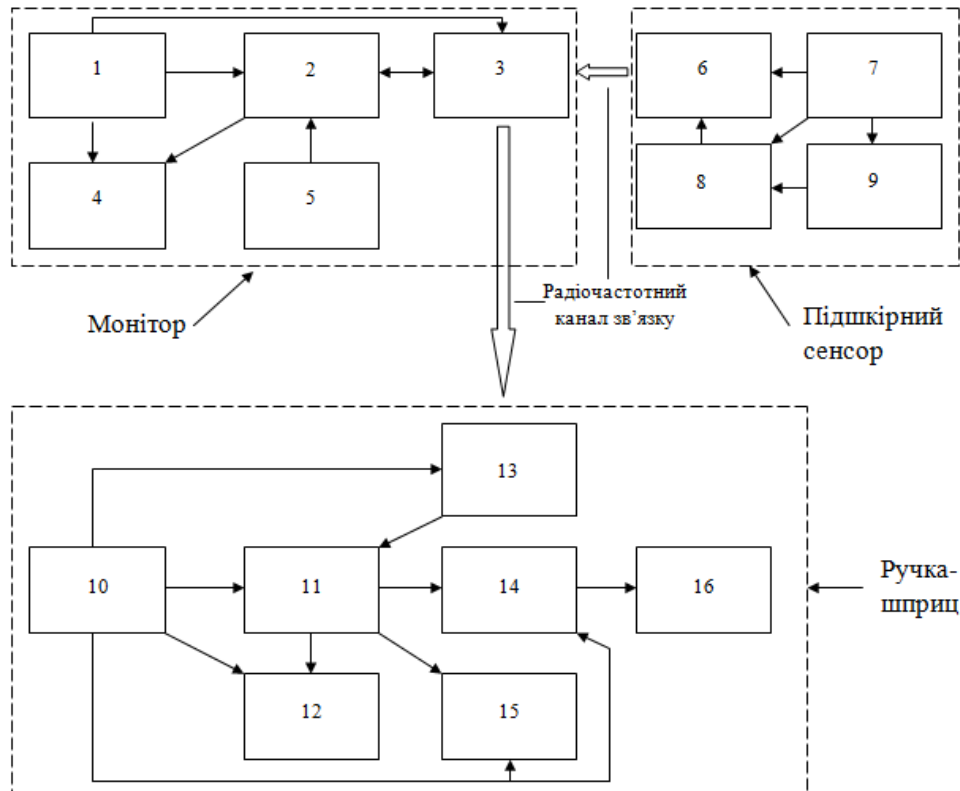 1 2 3 6 7
4 5 8 9
Монітор
Радіочастотний
канал зв’язку
Підшкірний
сенсор
13
10 11 14 16
12 15
Ручка-
шприц